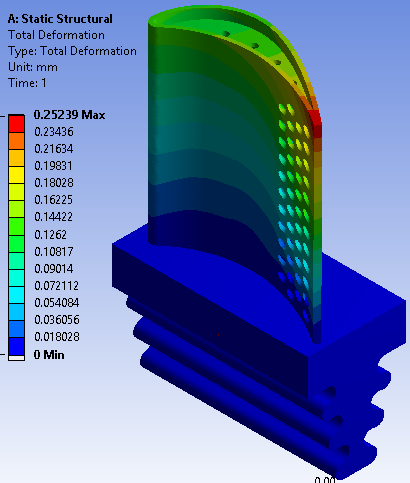 A: Static Structural
Total Deformation
Type: Total Deformation
Unit: mm
Time: 1
0.25239 Max
0.23436
0.21634
0.19831
0.18028
0.16225
0.14422
0.1262
0.10817
0.09014
0.072112
0.054084
0.036056
0.018028
0 Min
0.00